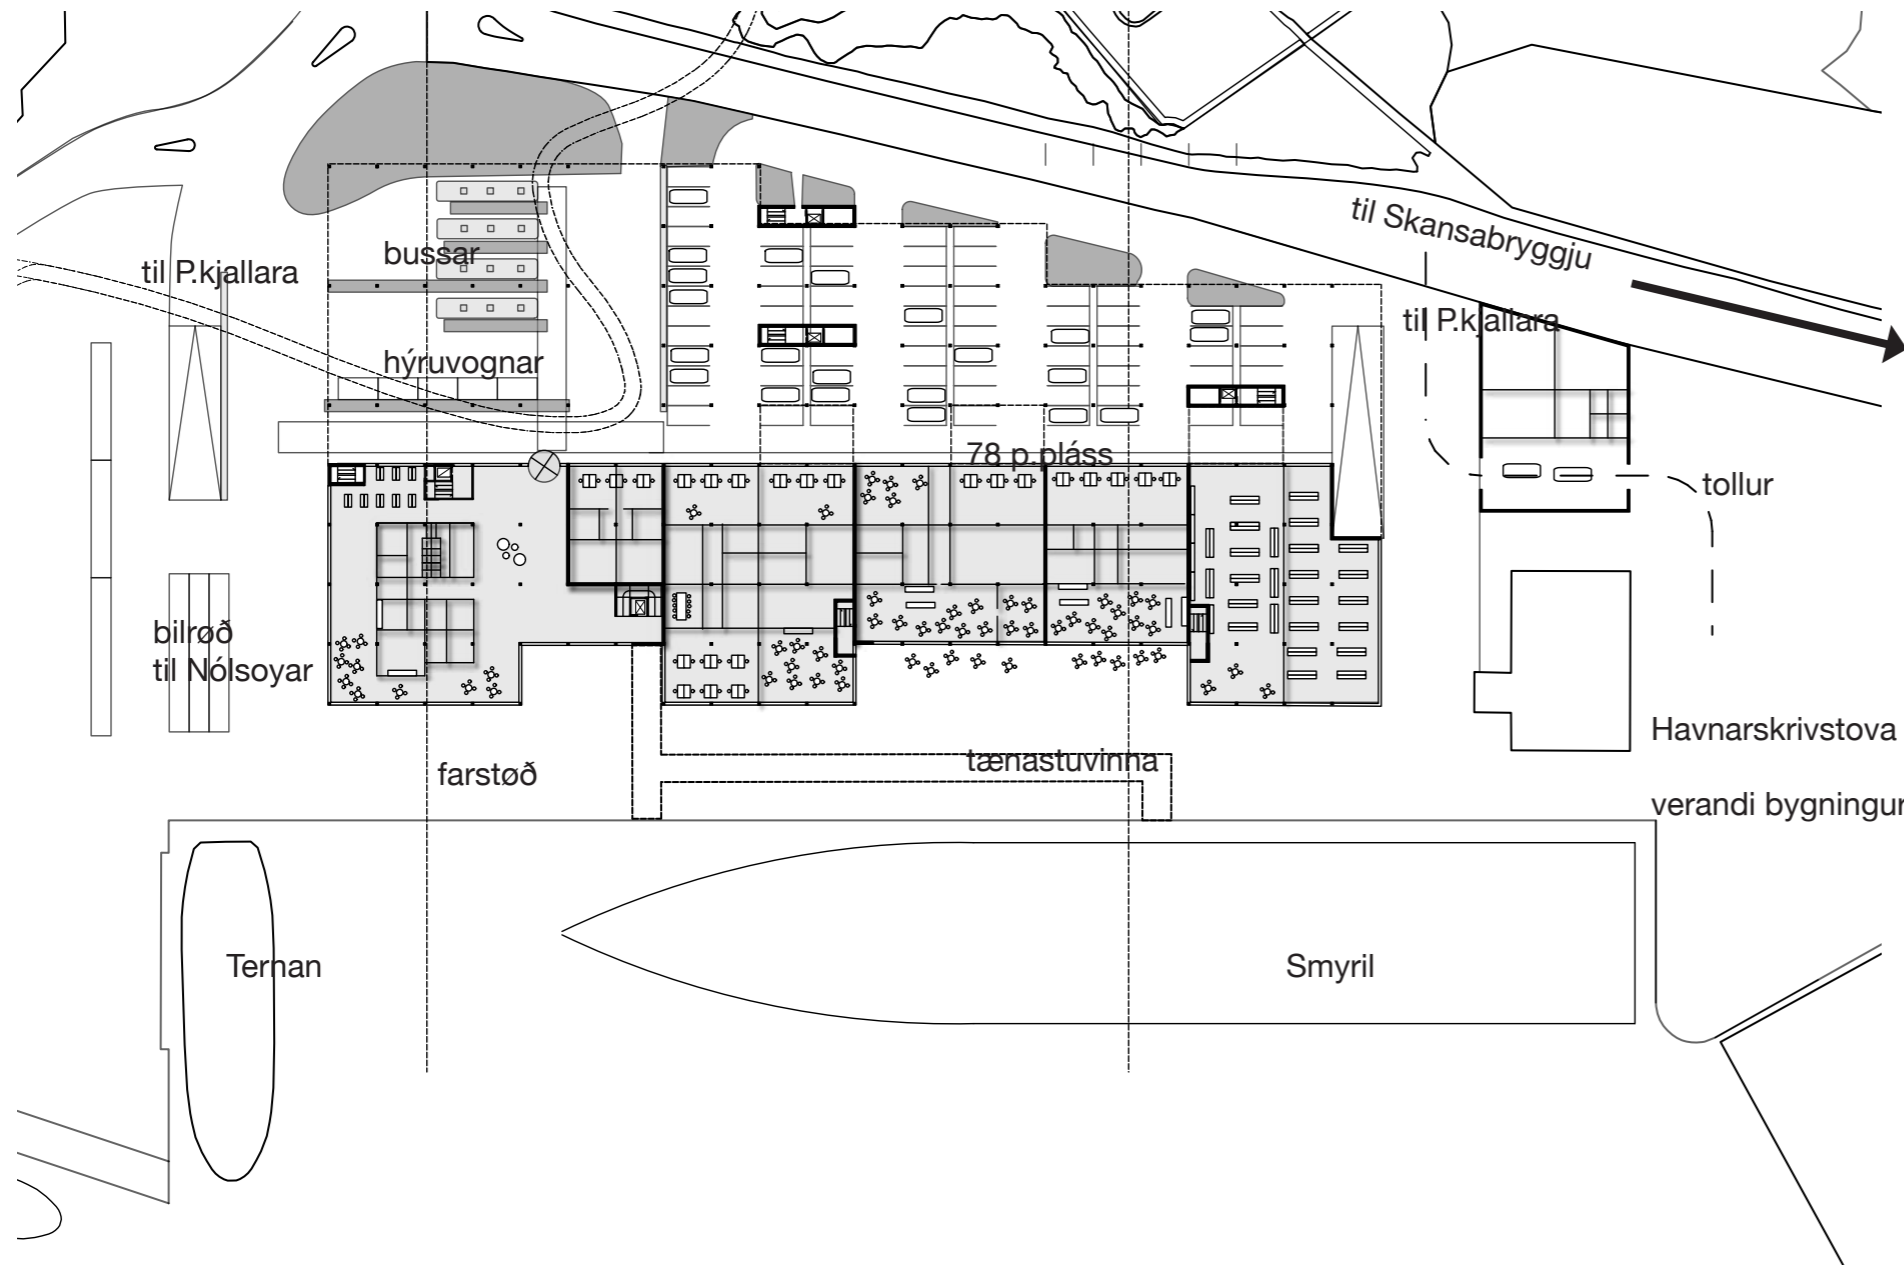 til Skansabryggju
bussar
til P.kjallara
til P.kjallara
hýruvognar
78 p.pláss
tollur
bilrøð
til Nólsoyar
Havnarskrivstova
farstøð
tænastuvinna
verandi bygningur
Ternan
Smyril